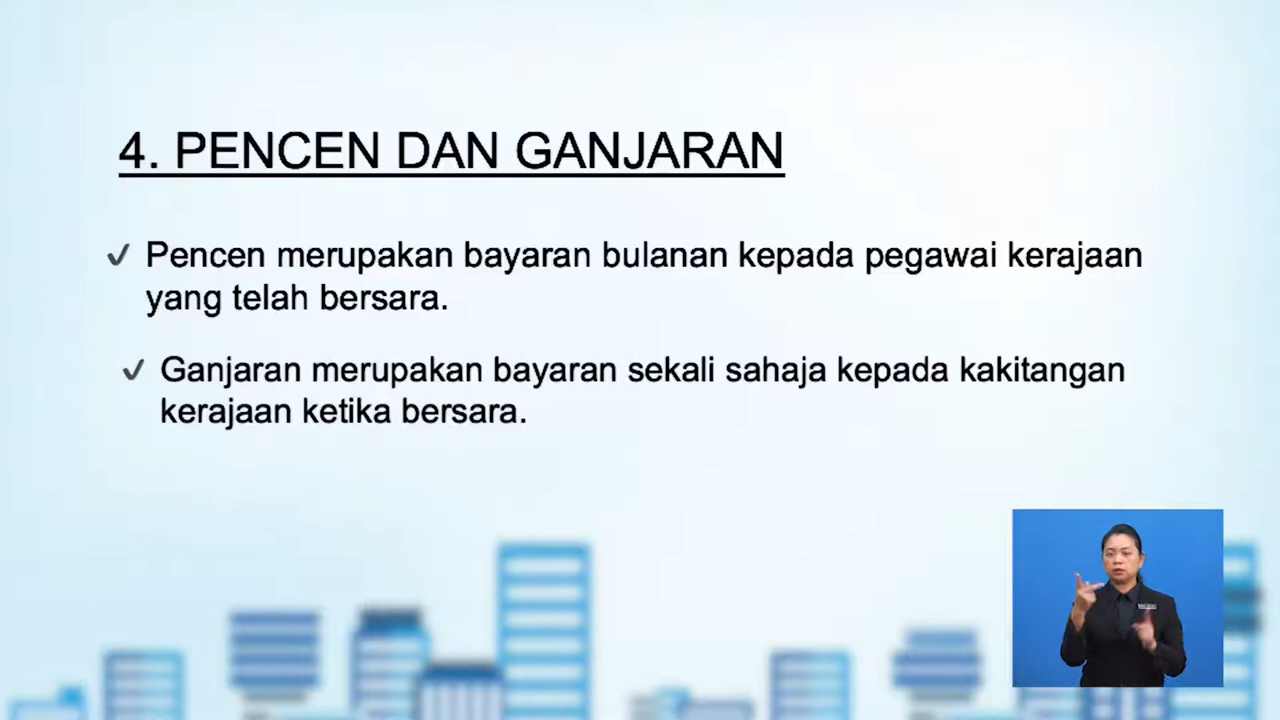 4. PENCEN DAN GANJARAN
✓ Pencen merupakan bayaran bulanan kepada pegawai kerajaan
yang telah bersara.
✓ Ganjaran merupakan bayaran sekali sahaja kepada kakitangan
kerajaan ketika bersara.